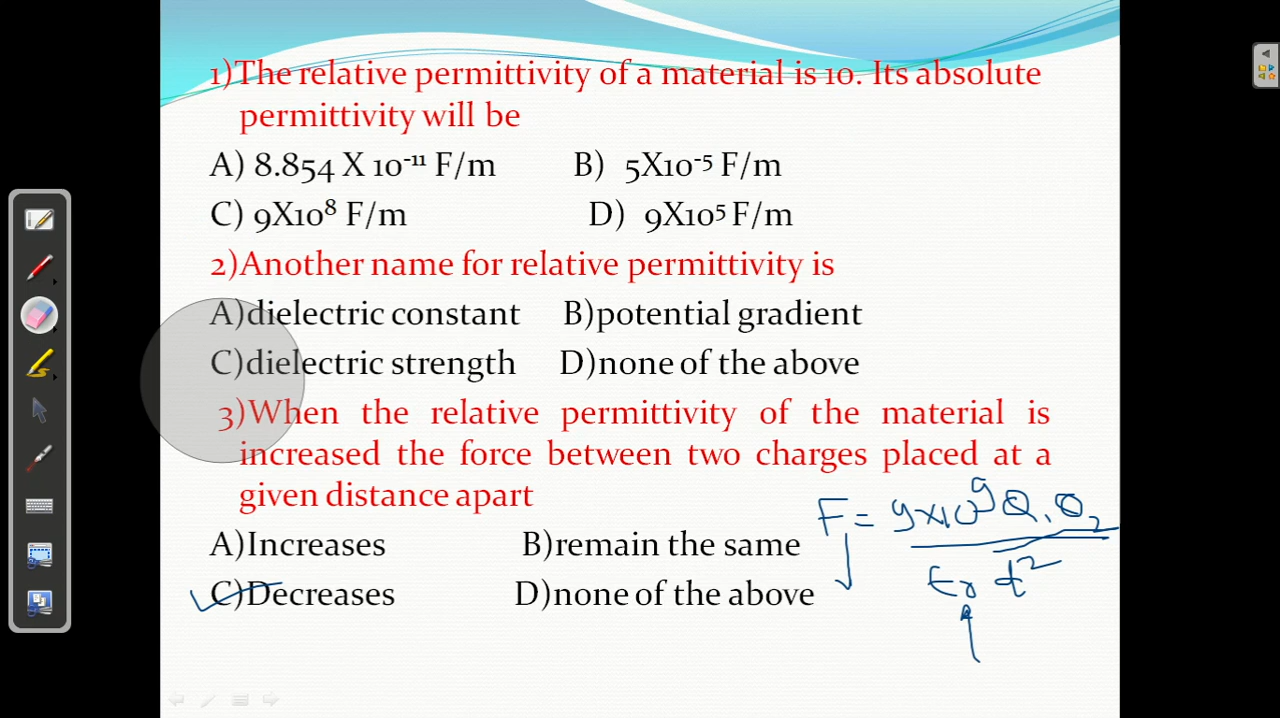 1)The relative permittivity of a material is 10. Its absolute
permittivity will be
A) 8.854 X 10⁻¹¹ F/m B) 5X10⁻⁵ F/m
C) 9X10⁸ F/m D) 9X10⁵ F/m
2)Another name for relative permittivity is
A)dielectric constant B)potential gradient
C)dielectric strength D)none of the above
3)When the relative permittivity of the material is
increased the force between two charges placed at a
given distance apart
F = 9x10⁹ Q₁ Q₂
A)Increases B)remain the same
εr d²
C)Decreases D)none of the above